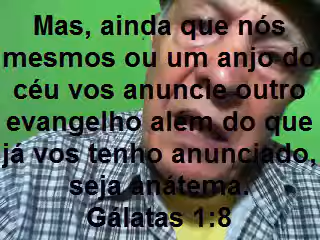 Mas, ainda que nós
mesmos ou um anjo do
céu vos anuncie outro
evangelho além do que
já vos tenho anunciado,
seja anátema.
Gálatas 1:8